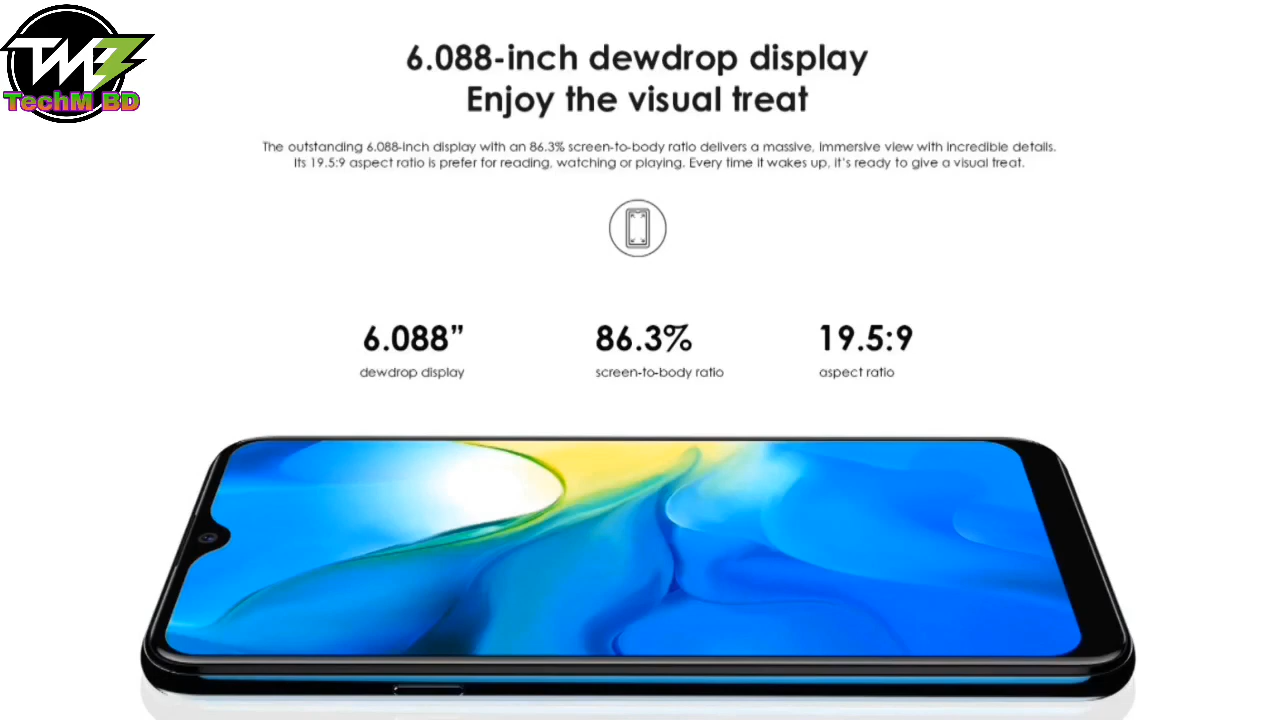 TMB
TechM BD
6.088-inch dewdrop display
Enjoy the visual treat
The outstanding 6.088-inch display with an 86.3% screen-to-body ratio delivers a massive, immersive view with incredible details.
Its 19.5:9 aspect ratio is prefer for reading, watching or playing. Every time it wakes up, it's ready to give a visual treat.
6.088” 86.3% 19.5:9
dewdrop display screen-to-body ratio aspect ratio